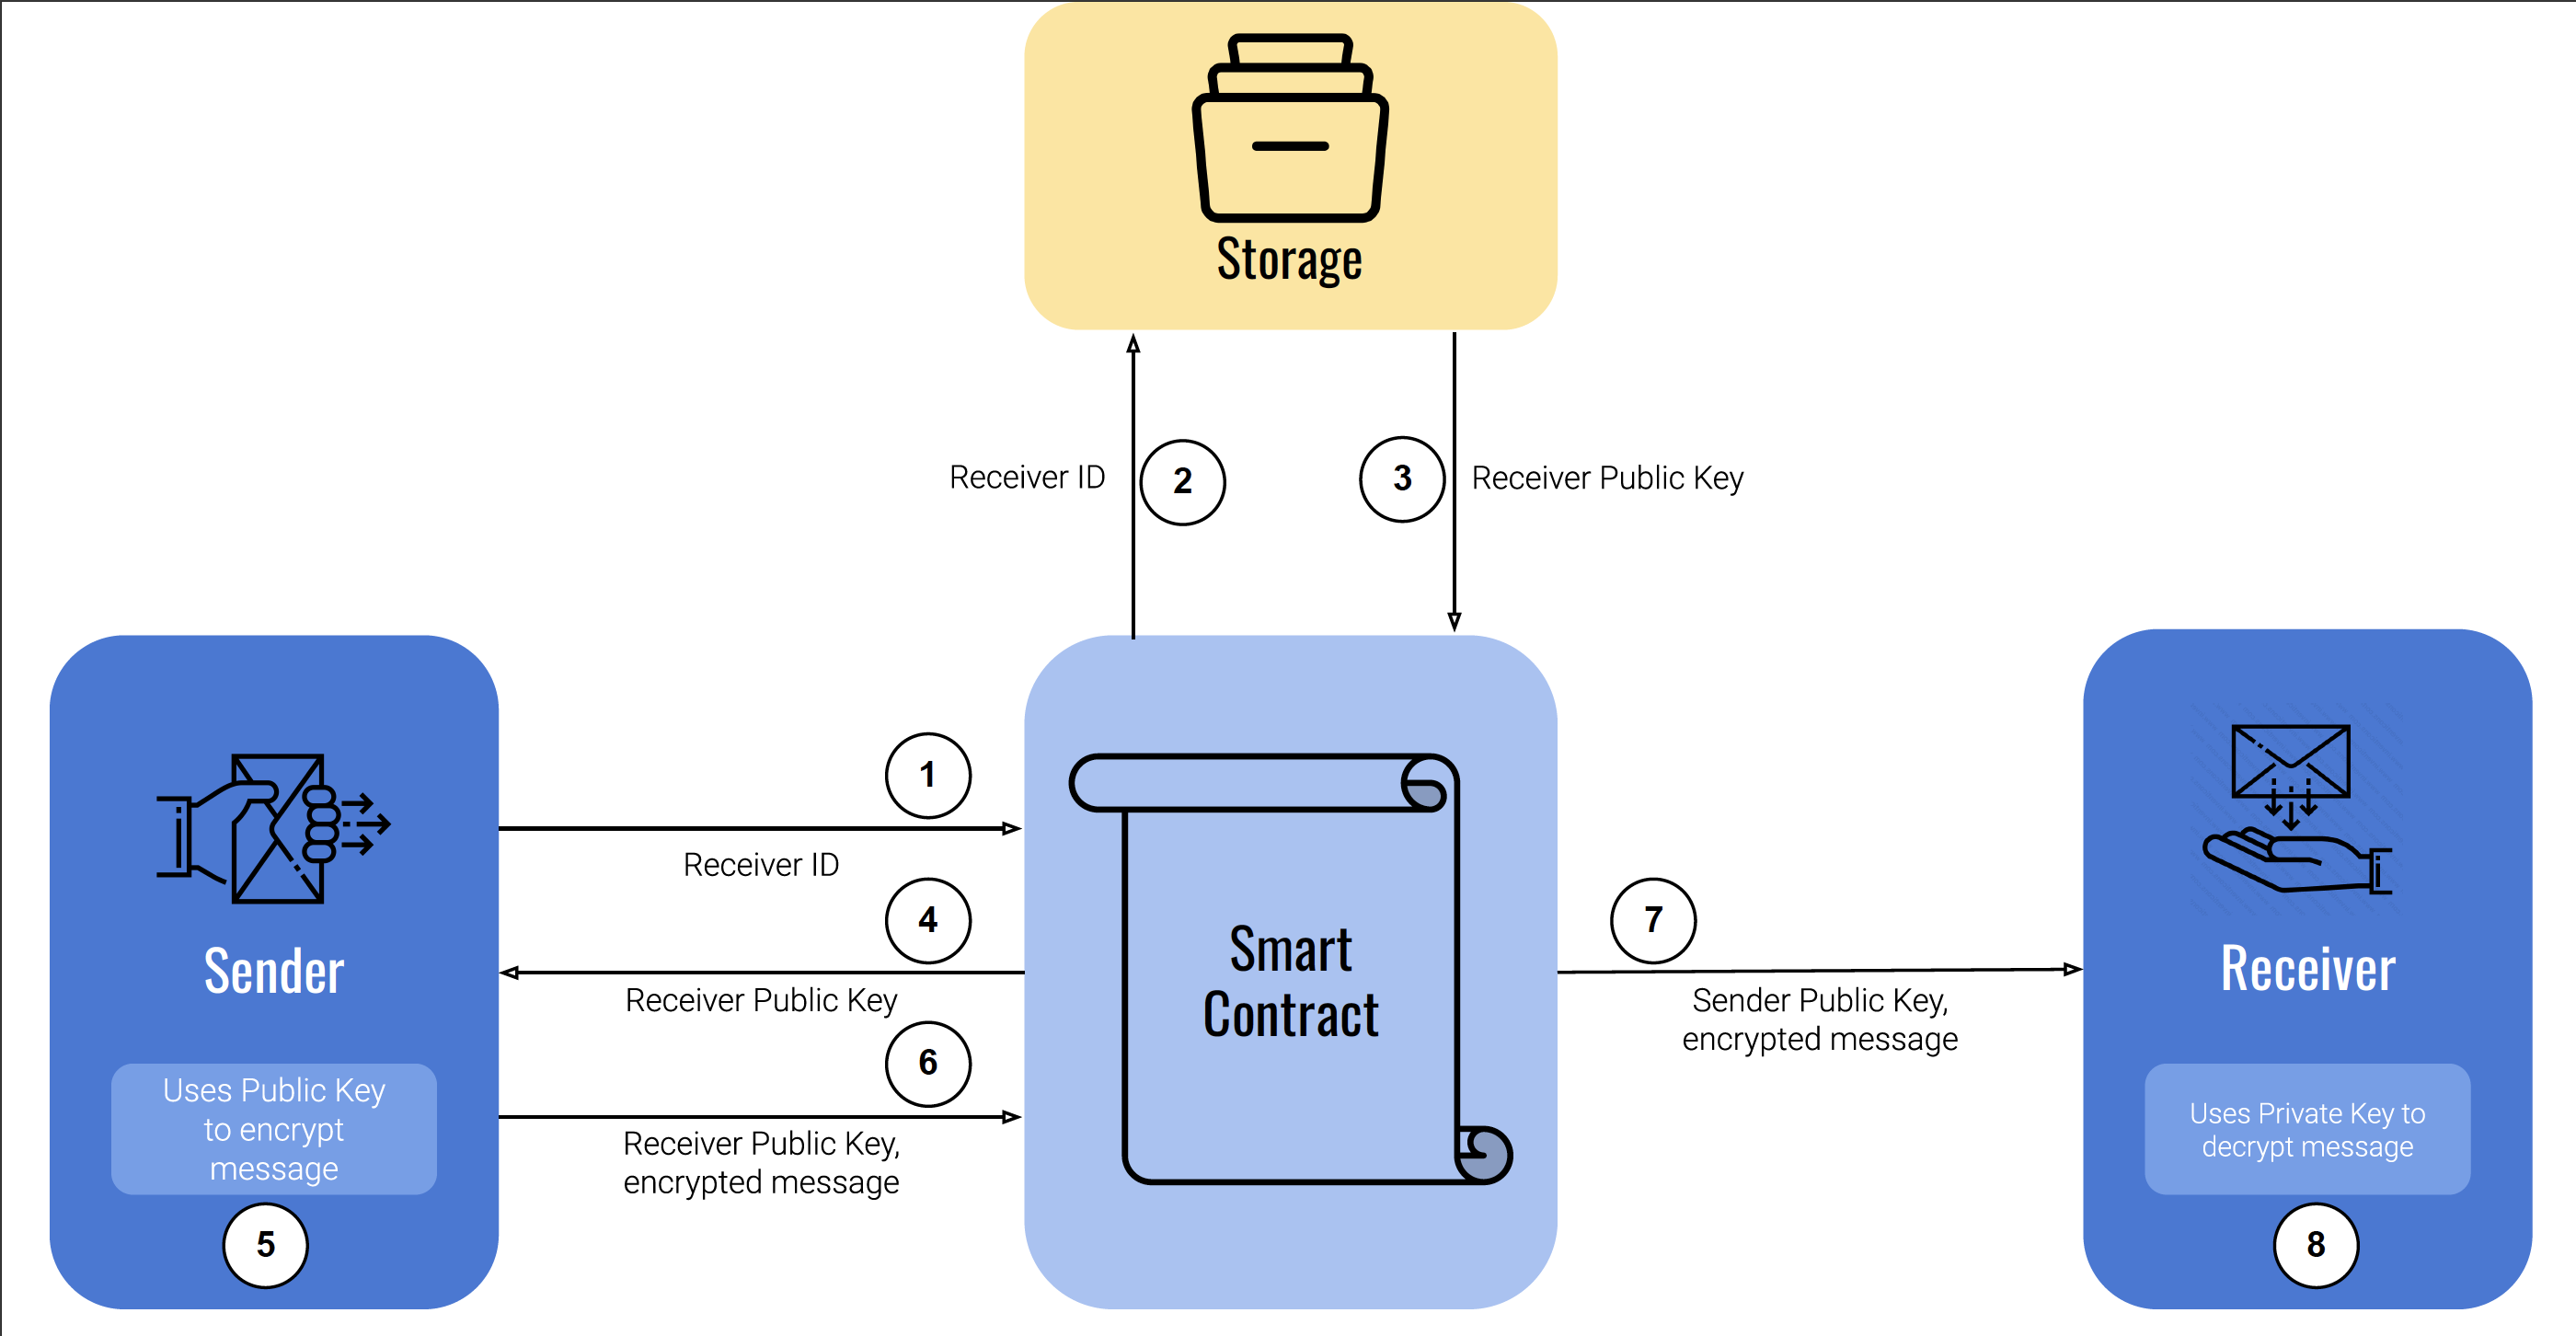 Storage
Receiver ID
2
3
Receiver Public Key
1
Receiver ID
4
Receiver Public Key
6
Receiver Public Key,
encrypted message
Sender
Uses Public Key
to encrypt
message
5
Smart
Contract
7
Sender Public Key,
encrypted message
Receiver
Uses Private Key to
decrypt message
8